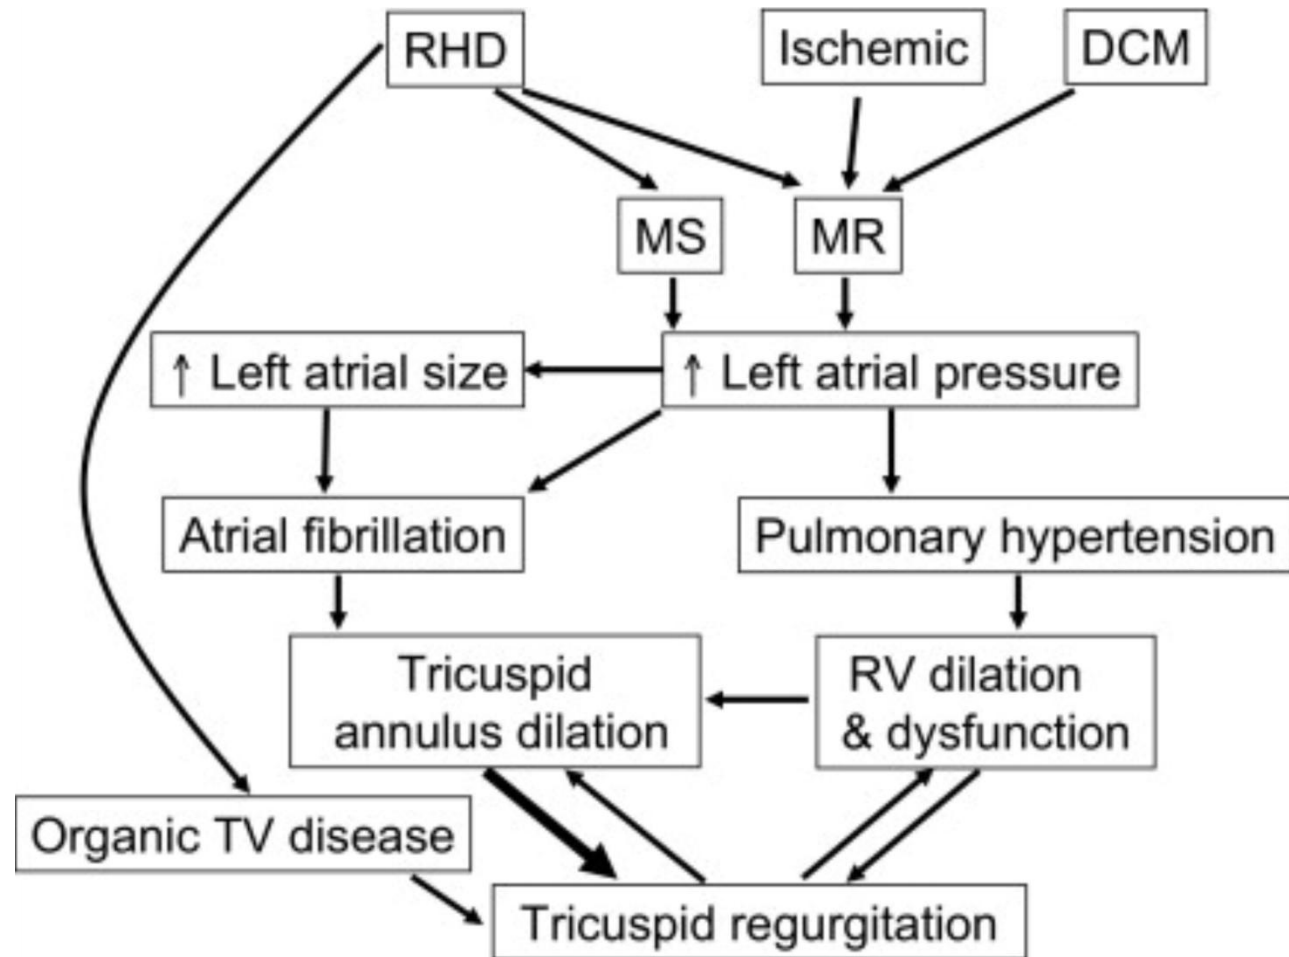 RHD
Ischemic
DCM
MS
MR
↑ Left atrial size
↑ Left atrial pressure
Atrial fibrillation
Pulmonary hypertension
Tricuspid
annulus dilation
RV dilation
& dysfunction
Organic TV disease
Tricuspid regurgitation